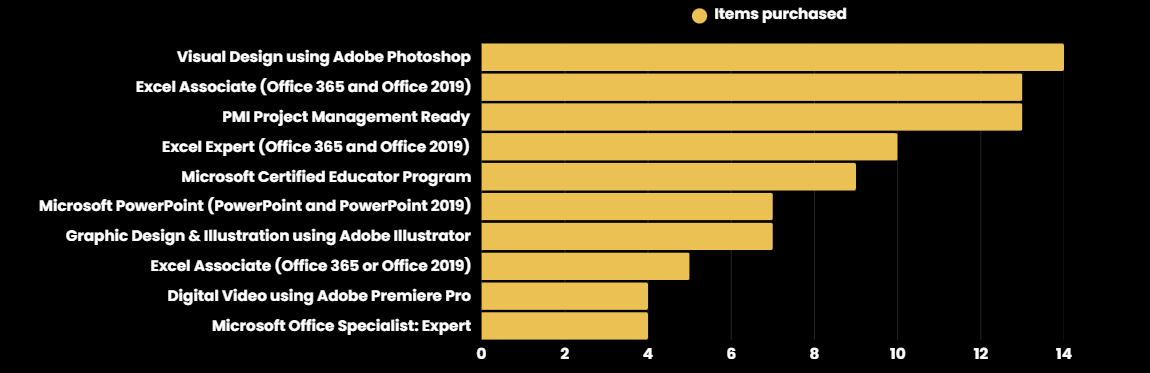 Items purchased
Visual Design using Adobe Photoshop
Excel Associate (Office 365 and Office 2019)
PMI Project Management Ready
Excel Expert (Office 365 and Office 2019)
Microsoft Certified Educator Program
Microsoft PowerPoint (PowerPoint and PowerPoint 2019)
Graphic Design & Illustration using Adobe Illustrator
Excel Associate (Office 365 or Office 2019)
Digital Video using Adobe Premiere Pro
Microsoft Office Specialist: Expert
0 2 4 6 8 10 12 14